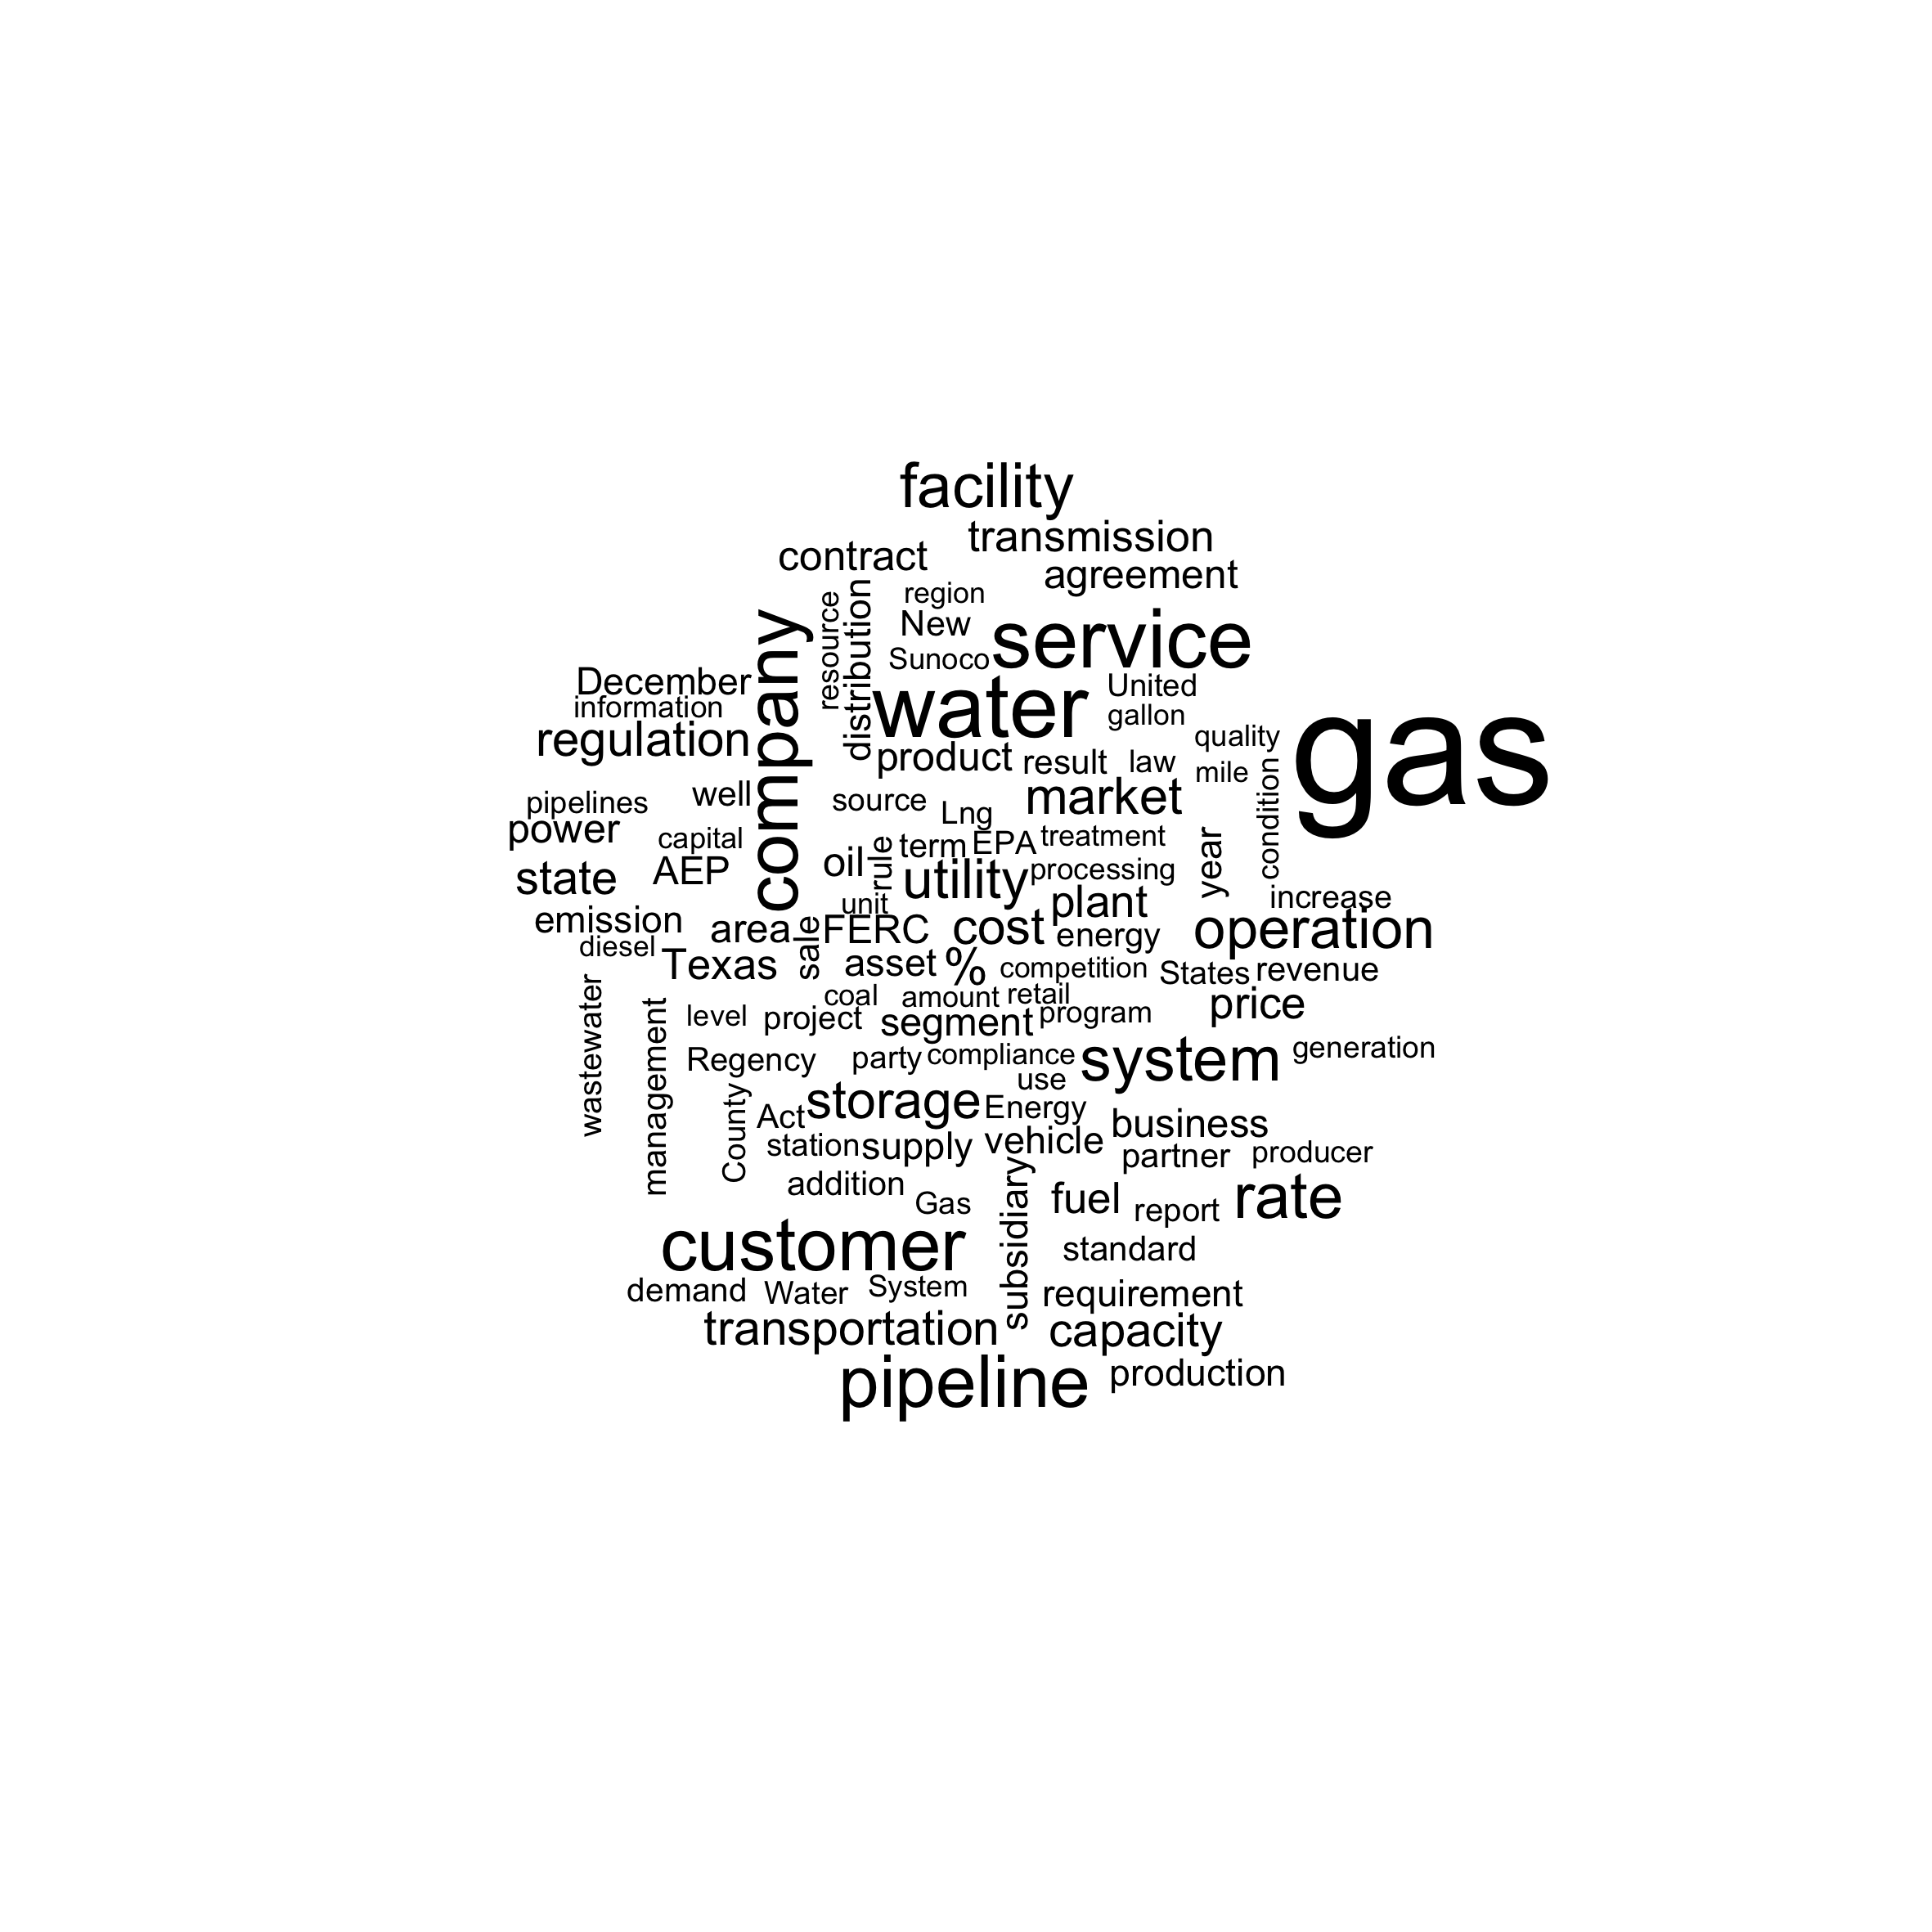 facility
transmission
contract
agreement
region
resource
distribution
New
company
service
Sunoco
December
water
United
information
gallon
gas
regulation
quality
product
result
law
mile
condition
pipelines
well
source
market
Lng
power
capital
rule
term
EPA
treatment
year
state
AEP
oil
utility
processing
unit
plant
increase
emission
area
sale
FERC
cost
energy
operation
diesel
Texas
asset
%
competition
States
revenue
wastewater
management
coal
amount
retail
price
level
project
segment
program
Regency
party
compliance
system
generation
use
County
Act
storage
Energy
business
station
supply
vehicle
partner
producer
addition
Gas
subsidiary
fuel
report
rate
customer
standard
demand
Water
System
requirement
transportation
capacity
pipeline
production